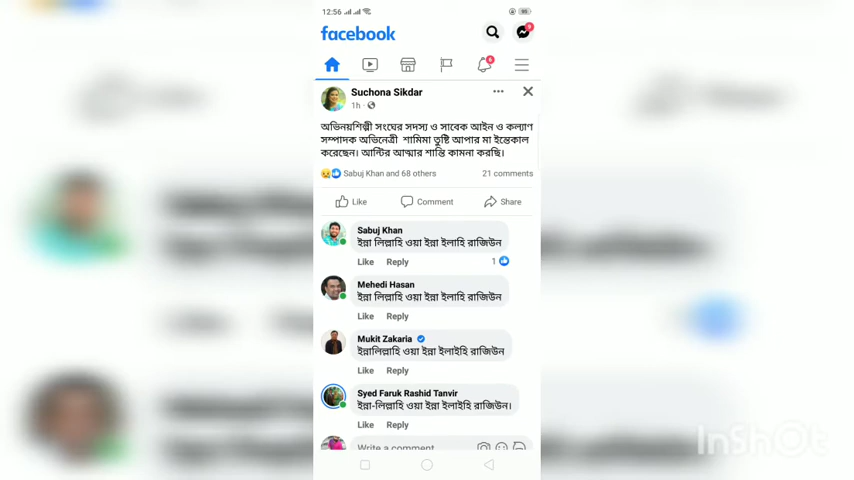 12:56
95
facebook
9
6
Suchona Sikdar
1h ·
অভিনয়শিল্পী সংঘের সদস্য ও সাবেক আইন ও কল্যাণ
সম্পাদক অভিনেত্রী শামিমা তুষ্টি আপার মা ইন্তেকাল
করেছেন। আন্টির আত্মার শান্তি কামনা করছি।
Sabuj Khan and 68 others
21 comments
Like
Comment
Share
Sabuj Khan
ইন্না লিল্লাহি ওয়া ইন্না ইলাহি রাজিউন
Like Reply
1
Mehedi Hasan
ইন্না লিল্লাহি ওয়া ইন্না ইলাহি রাজিউন
Like Reply
Mukit Zakaria
ইন্নালিল্লাহি ওয়া ইন্না ইলাইহি রাজিউন
Like Reply
Syed Faruk Rashid Tanvir
ইন্না-লিল্লাহি ওয়া ইন্না ইলাইহি রাজিউন।
Like Reply
Write a comment
InShOt